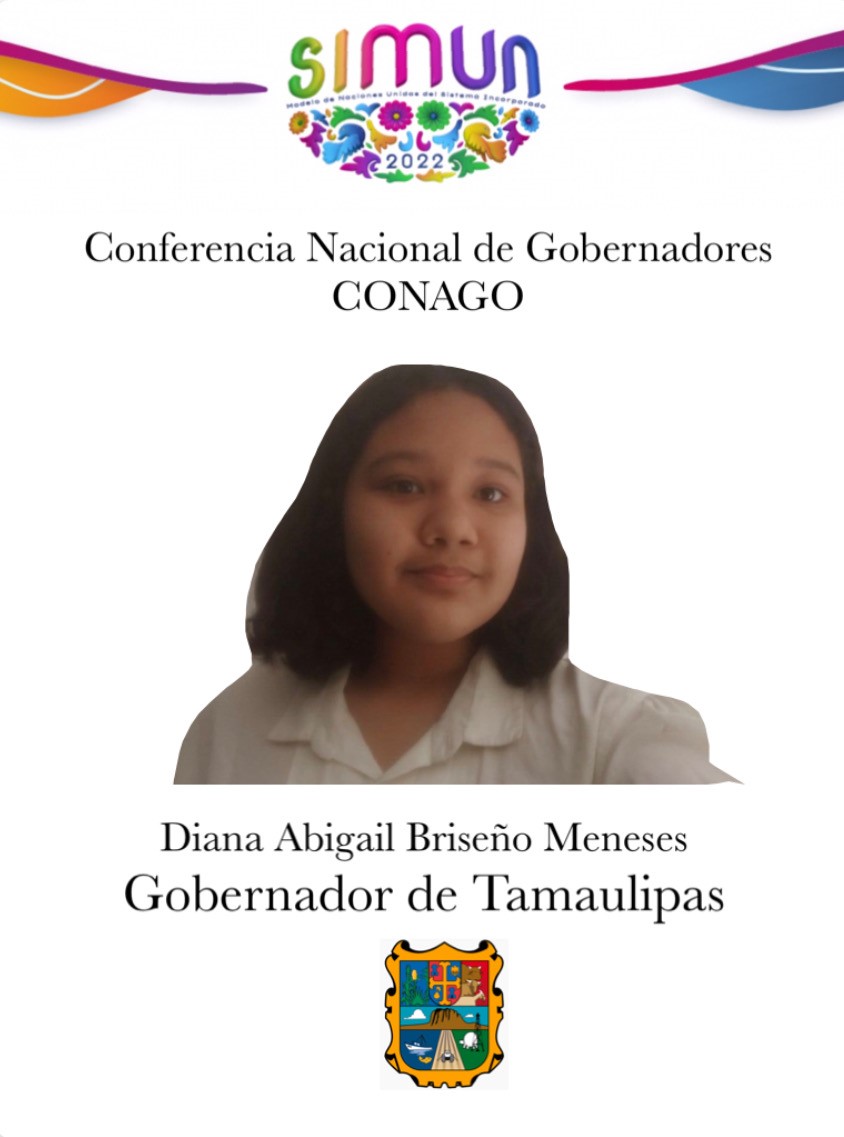 SIMUN
Modelo de Naciones Unidas del Sistema Incorporado
2022
Conferencia Nacional de Gobernadores
CONAGO
Diana Abigail Briseño Meneses
Gobernador de Tamaulipas